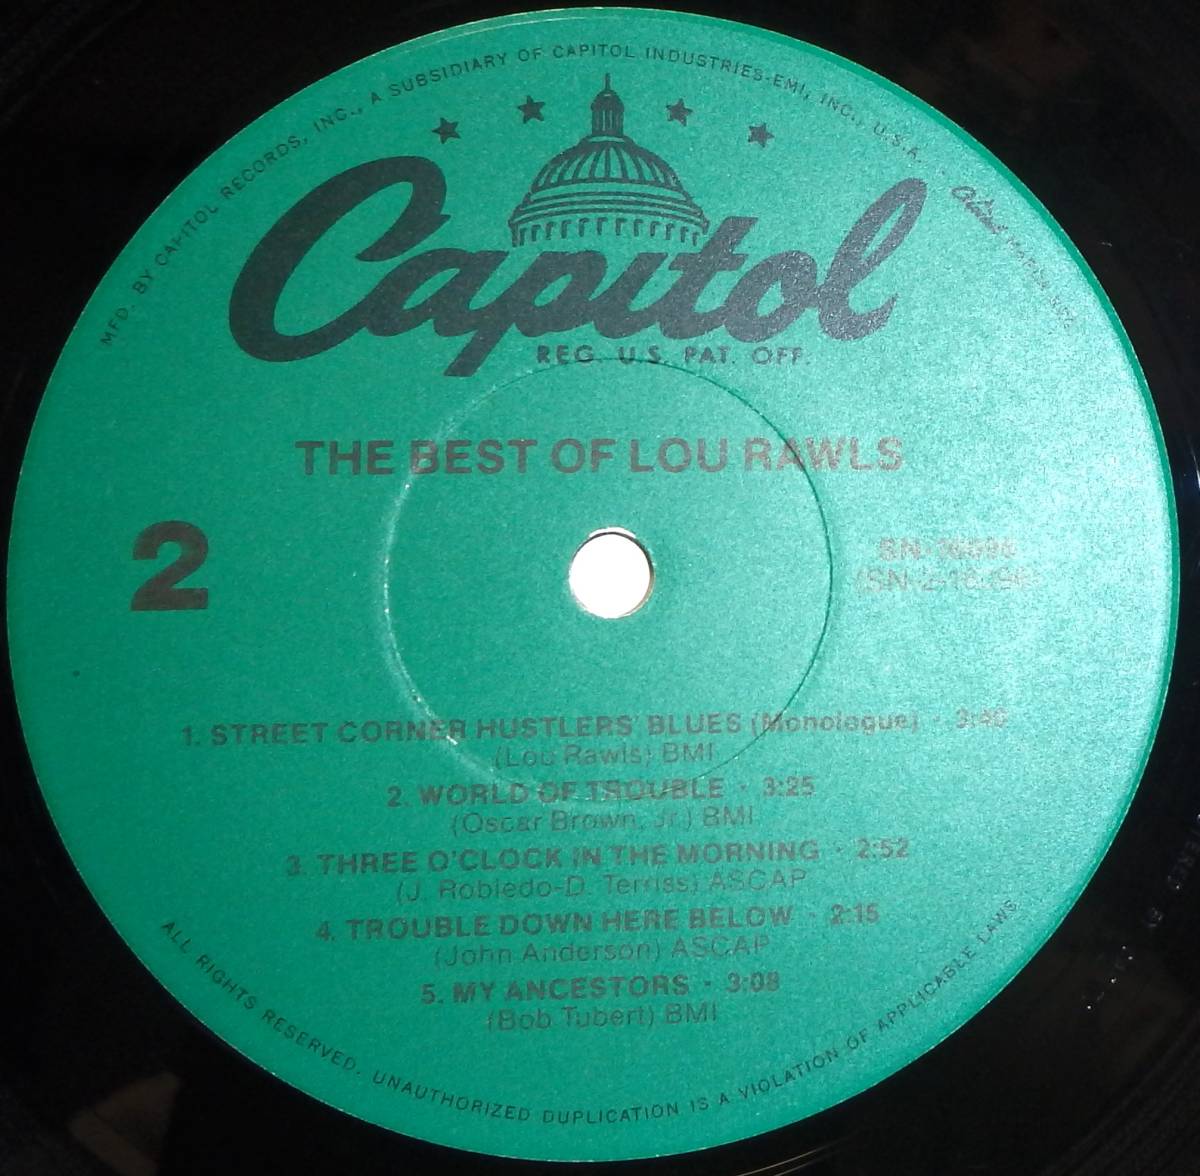 MFD. BY CAPITOL RECORDS, INC., A SUBSIDIARY OF CAPITOL INDUSTRIES-EMI, INC., U.S.A.
Capitol
REG. U.S. PAT. OFF.
THE BEST OF LOU RAWLS
2
1. STREET CORNER HUSTLERS' BLUES (Monologue) · 3:40
(Lou Rawls) BMI
2. WORLD OF TROUBLE · 3:25
(Oscar Brown, Jr.) BMI
3. THREE O'CLOCK IN THE MORNING · 2:52
(J. Robledo-D. Terriss) ASCAP
4. TROUBLE DOWN HERE BELOW · 2:15
(John Anderson) ASCAP
5. MY ANCESTORS · 3:08
(Bob Tubert) BMI
ALL RIGHTS RESERVED. UNAUTHORIZED DUPLICATION IS A VIOLATION OF APPLICABLE LAWS